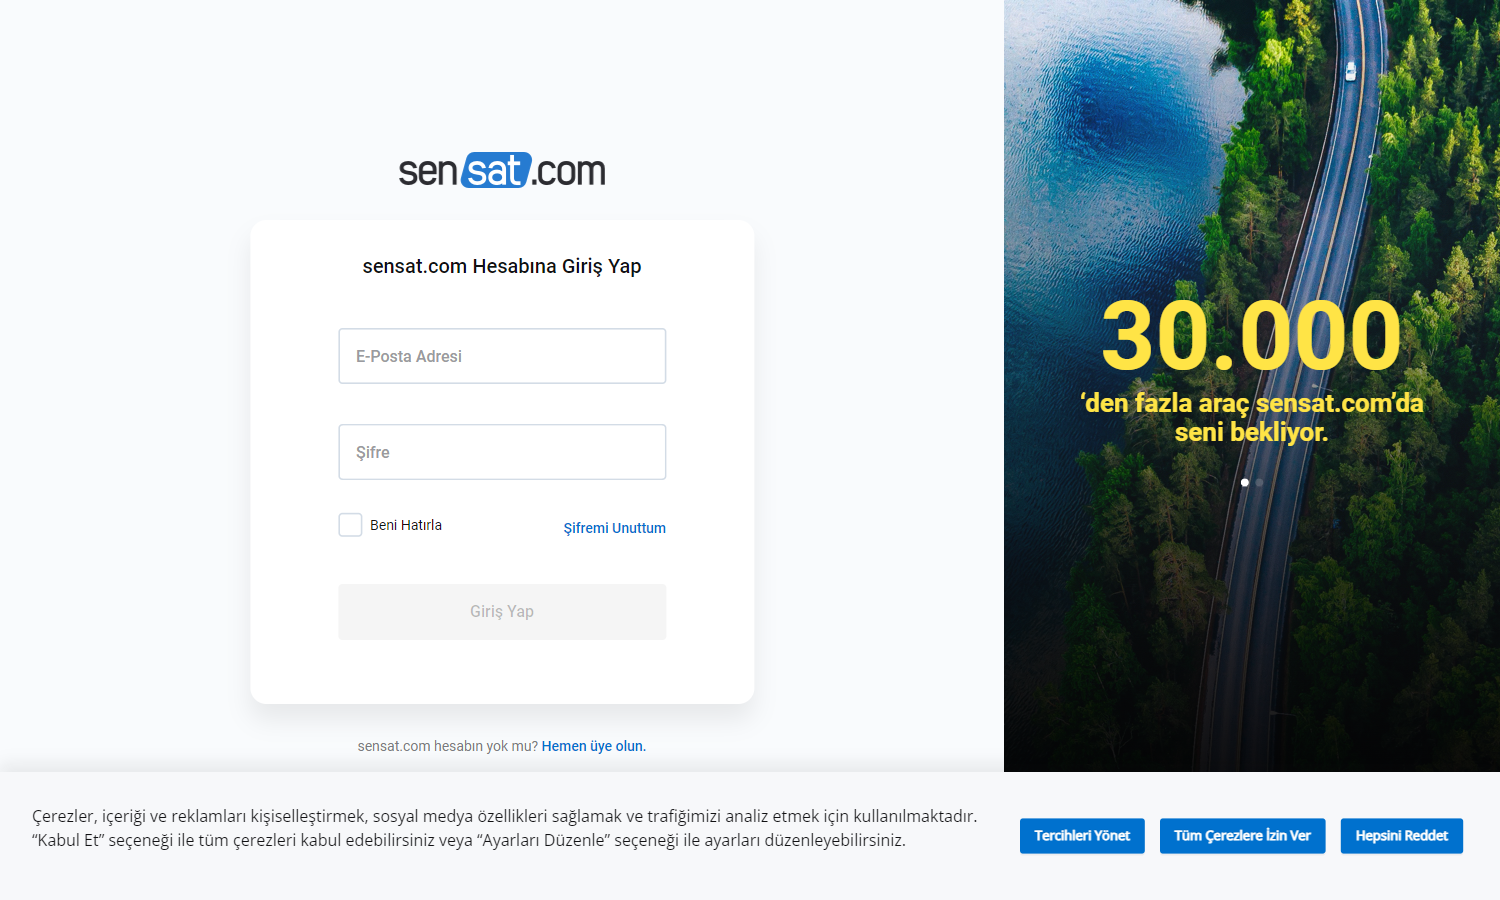 sensat.com
sensat.com Hesabına Giriş Yap
E-Posta Adresi
Şifre
Beni Hatırla
Şifremi Unuttum
Giriş Yap
sensat.com hesabın yok mu? Hemen üye olun.
30.000
‘den fazla araç sensat.com’da
seni bekliyor.
Çerezler, içeriği ve reklamları kişiselleştirmek, sosyal medya özellikleri sağlamak ve trafiğimizi analiz etmek için kullanılmaktadır.
“Kabul Et” seçeneği ile tüm çerezleri kabul edebilirsiniz veya “Ayarları Düzenle” seçeneği ile ayarları düzenleyebilirsiniz.
Tercihleri Yönet
Tüm Çerezlere İzin Ver
Hepsini Reddet